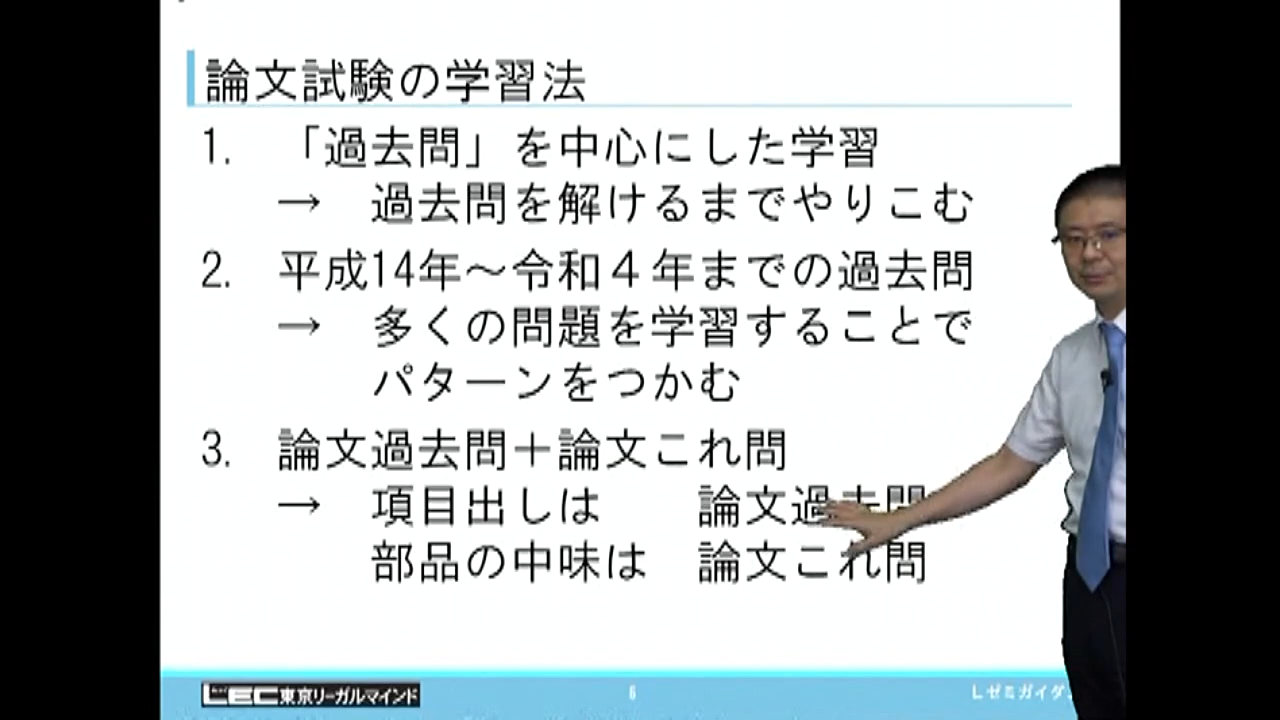 論文試験の学習法
1. 「過去問」を中心にした学習
→ 過去問を解けるまでやりこむ
2. 平成14年～令和４年までの過去問
→ 多くの問題を学習することで
パターンをつかむ
3. 論文過去問＋論文これ問
→ 項目出しは 論文過去問
部品の中味は 論文これ問
LEC東京リーガルマインド
6
Lゼミガイダ